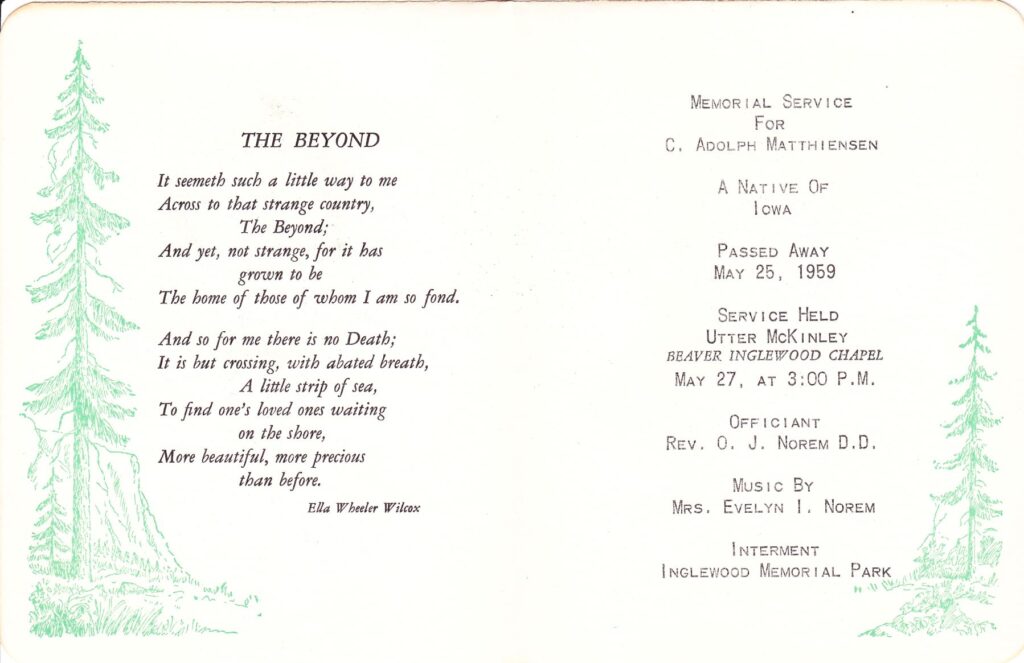 THE BEYOND
It seemeth such a little way to me
Across to that strange country,
The Beyond;
And yet, not strange, for it has
grown to be
The home of those of whom I am so fond.
And so for me there is no Death;
It is but crossing, with abated breath,
A little strip of sea,
To find one's loved ones waiting
on the shore,
More beautiful, more precious
than before.
Ella Wheeler Wilcox
MEMORIAL SERVICE
FOR
C. ADOLPH MATTHIENSEN
A NATIVE OF
IOWA
PASSED AWAY
MAY 25, 1959
SERVICE HELD
UTTER MCKINLEY
BEAVER INGLEWOOD CHAPEL
MAY 27, AT 3:00 P.M.
OFFICIANT
REV. O. J. NOREM D.D.
MUSIC BY
MRS. EVELYN I. NOREM
INTERMENT
INGLEWOOD MEMORIAL PARK